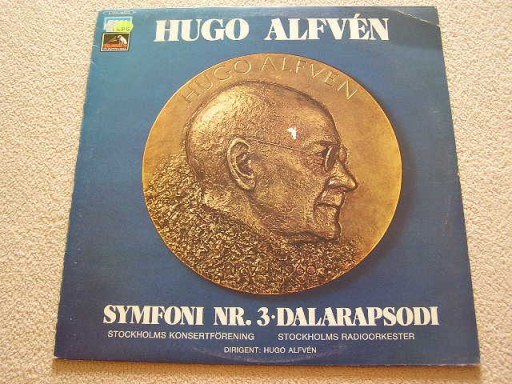 HUGO ALFVÉN
HUGO ALFVÉN
SYMFONI NR. 3·DALARAPSODI
STOCKHOLMS KONSERTFÖRENING STOCKHOLMS RADIOORKESTER
DIRIGENT: HUGO ALFVÉN